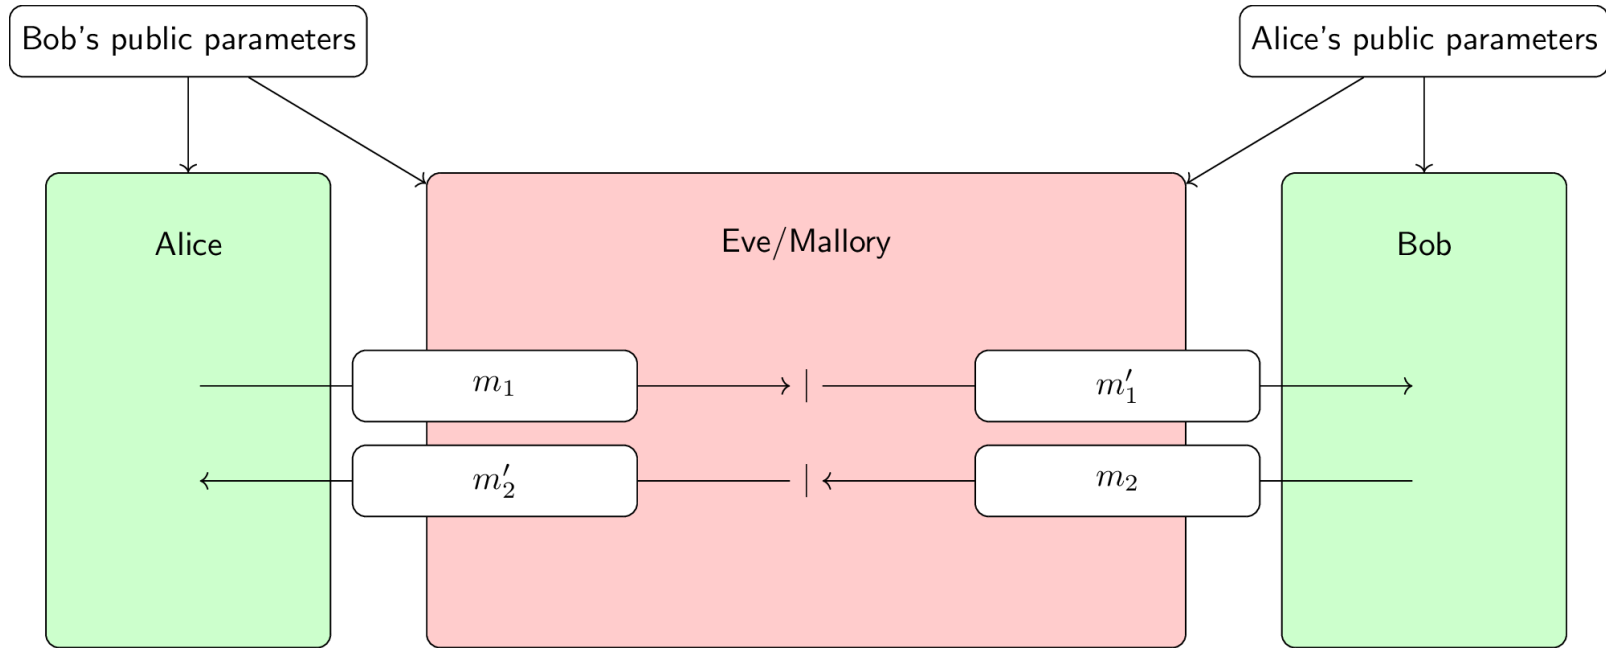 Bob's public parameters
Alice's public parameters
Alice
Eve/Mallory
Bob
m₁
|
m′₁
m′₂
|
m₂